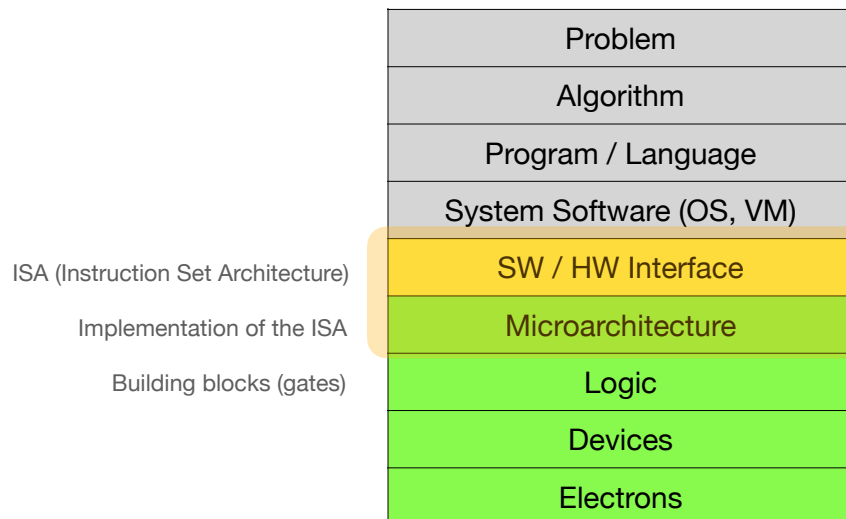 Problem
Algorithm
Program / Language
System Software (OS, VM)
ISA (Instruction Set Architecture)
SW / HW Interface
Implementation of the ISA
Microarchitecture
Building blocks (gates)
Logic
Devices
Electrons